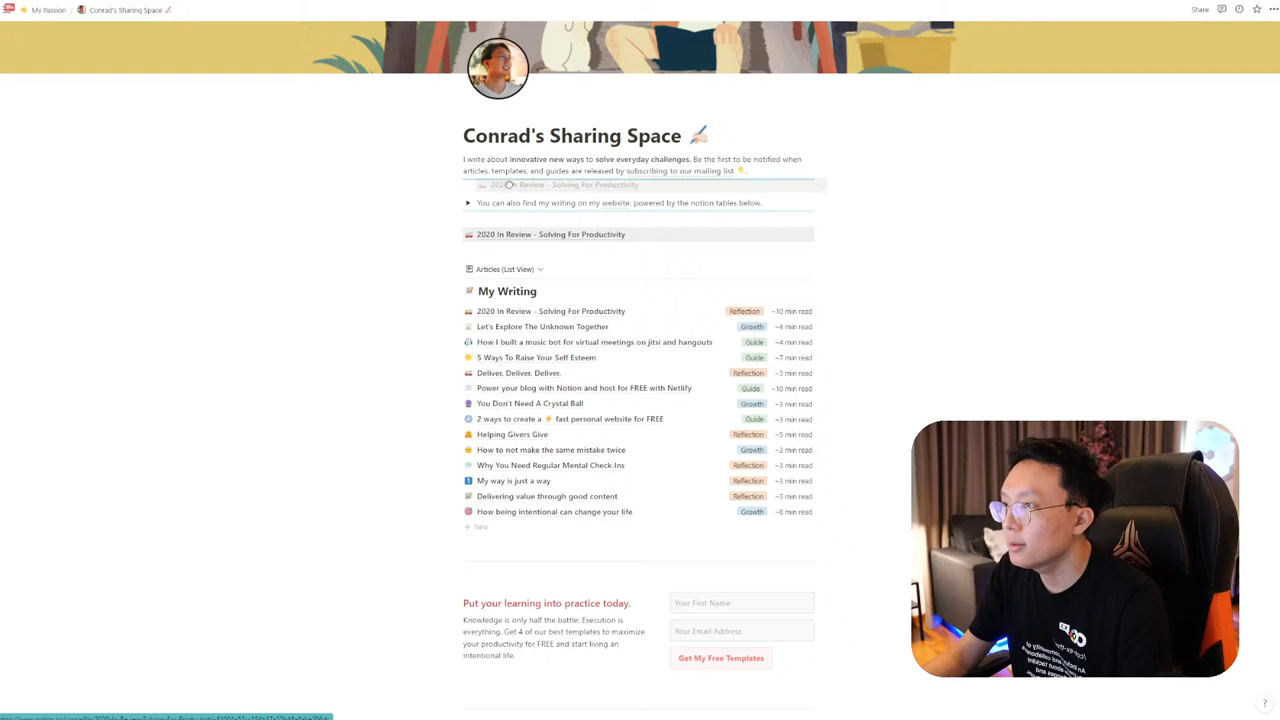 My Passion / Conrad's Sharing Space
Share
Conrad's Sharing Space
I write about innovative new ways to solve everyday challenges. Be the first to be notified when
articles, templates, and guides are released by subscribing to our mailing list 👇.
2020 In Review - Solving For Productivity
You can also find my writing on my website, powered by the notion tables below.
2020 In Review - Solving For Productivity
Articles (List View)
My Writing
2020 In Review - Solving For Productivity Reflection ~10 min read
Let's Explore The Unknown Together Growth ~4 min read
How I built a music bot for virtual meetings on jitsi and hangouts Guide ~4 min read
5 Ways To Raise Your Self Esteem Guide ~7 min read
Deliver, Deliver, Deliver. Reflection ~3 min read
Power your blog with Notion and host for FREE with Netlify Guide ~10 min read
You Don't Need A Crystal Ball Growth ~3 min read
2 ways to create a ⚡ fast personal website for FREE Guide ~3 min read
Helping Givers Give Reflection ~5 min read
How to not make the same mistake twice Growth ~3 min read
Why You Need Regular Mental Check-Ins Reflection ~3 min read
My way is just a way Reflection ~3 min read
Delivering value through good content Reflection ~3 min read
How being intentional can change your life Growth ~8 min read
+ New
Put your learning into practice today.
Knowledge is only half the battle; Execution is
everything. Get 4 of our best templates to maximize
your productivity for FREE and start living an
intentional life.
Your First Name
Your Email Address
Get My Free Templates
?